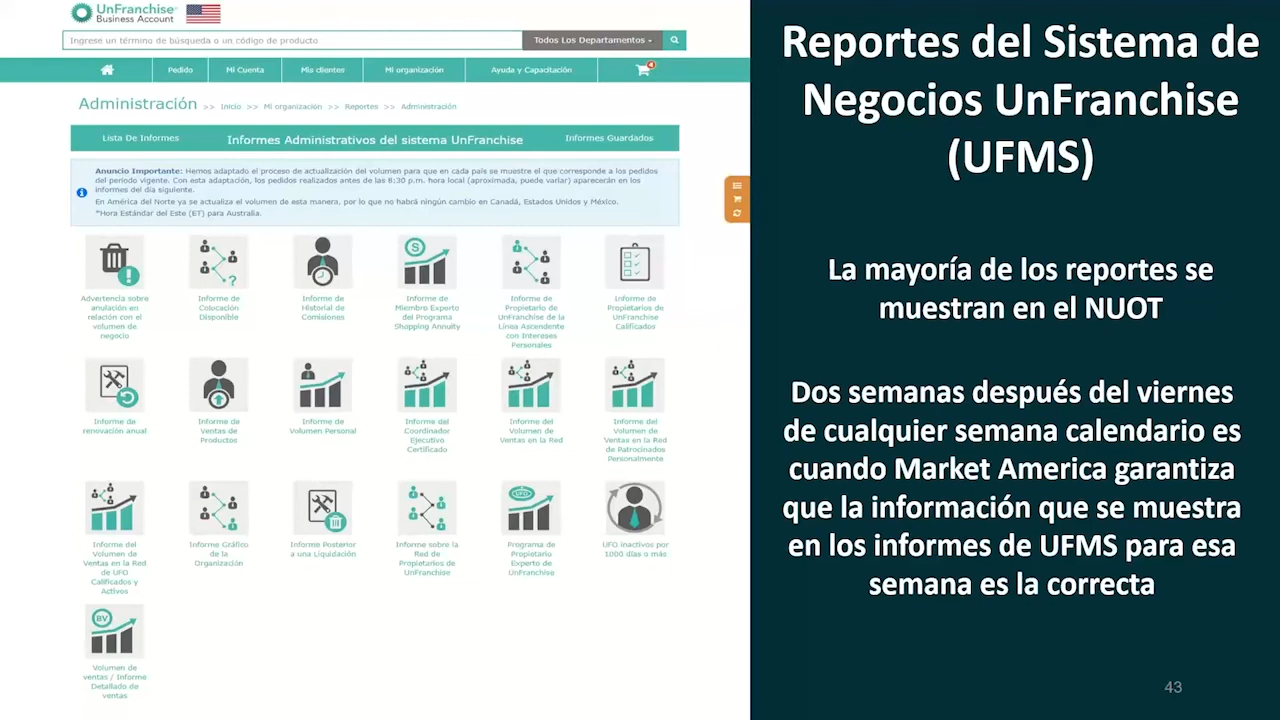 UnFranchise™
Business Account
Ingrese un término de búsqueda o un código de producto
Todos Los Departamentos
Pedido
Mi Cuenta
Mis clientes
Mi organización
Ayuda y Capacitación
4
Administración >> Inicio >> Mi organización >> Reportes >> Administración
Lista De Informes
Informes Administrativos del sistema UnFranchise
Informes Guardados
Anuncio Importante: Hemos adaptado el proceso de actualización del volumen para que en cada país se muestre el que corresponde a los pedidos
del período vigente. Con esta adaptación, los pedidos realizados antes de las 8:30 p.m. hora local (aproximada, puede variar) aparecerán en los
informes del día siguiente.
En América del Norte ya se actualiza el volumen de esta manera, por lo que no habrá ningún cambio en Canadá, Estados Unidos y México.
*Hora Estándar del Este (ET) para Australia.
Advertencia sobre
anulación en
relación con el
volumen de
negocio
Informe de
Colocación
Disponible
Informe de
Historial de
Comisiones
Informe de
Miembro Experto
del Programa
Shopping Annuity
Informe de
Propietario de
UnFranchise de la
Línea Ascendente
con Intereses
Personales
Informe de
Propietarios de
UnFranchise
Calificados
Informe de
renovación anual
Informe de
Ventas de
Productos
Informe de
Volumen Personal
Informe del
Coordinador
Ejecutivo
Certificado
Informe del
Volumen de
Ventas en la Red
Informe del
Volumen de
Ventas en la Red
de Patrocinados
Personalmente
Informe del
Volumen de
Ventas en la Red
de UFO
Calificados y
Activos
Informe Gráfico
de la
Organización
Informe Posterior
a una Liquidación
Informe sobre la
Red de
Propietarios de
UnFranchise
Programa de
Propietario
Experto de
UnFranchise
UFO inactivos por
1000 días o más
BV
Volumen de
ventas / Informe
Detallado de
ventas
Reportes del Sistema de
Negocios UnFranchise
(UFMS)
La mayoría de los reportes se
muestran en el NUOT
Dos semanas después del viernes
de cualquier semana calendario es
cuando Market America garantiza
que la información que se muestra
en los informes de UFMS para esa
semana es la correcta
43